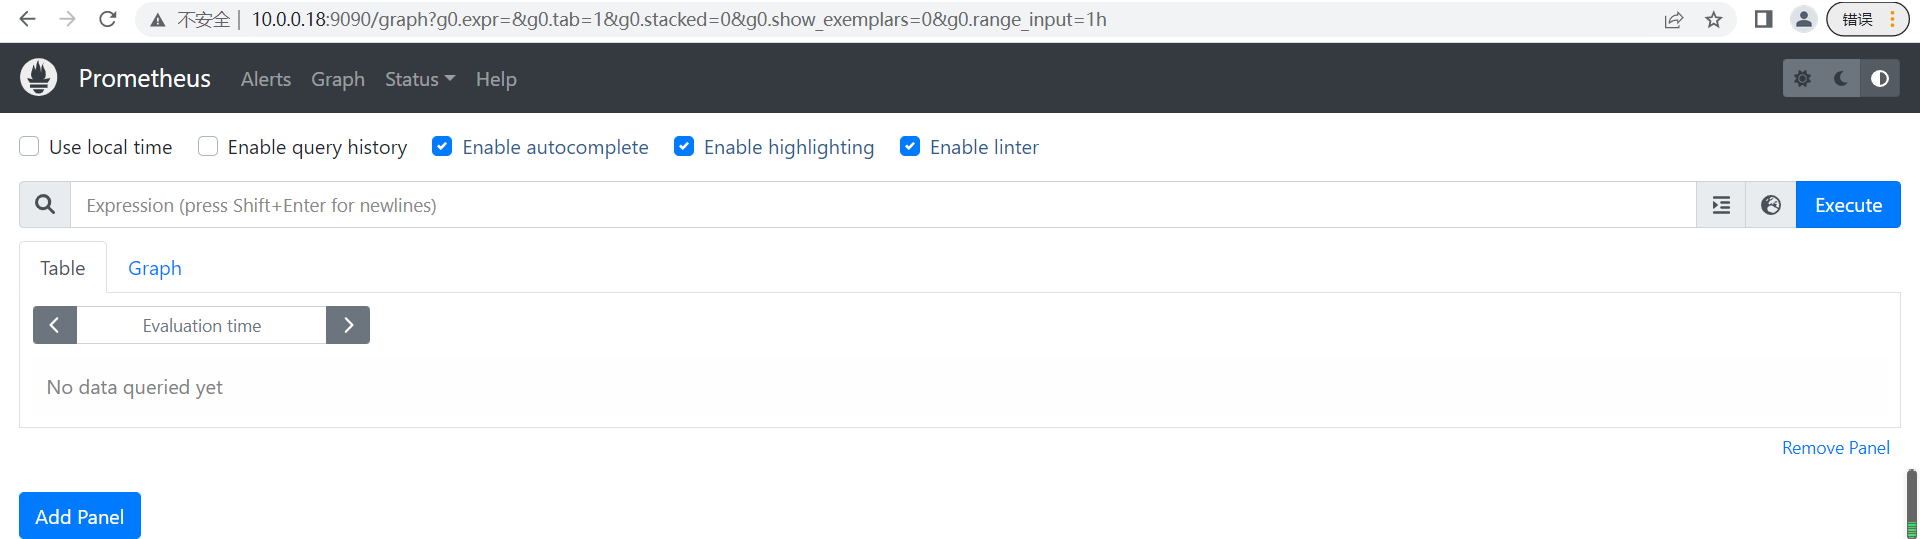 不安全 | 10.0.0.18:9090/graph?g0.expr=&g0.tab=1&g0.stacked=0&g0.show_exemplars=0&g0.range_input=1h 错误
Prometheus Alerts Graph Status Help
Use local time Enable query history Enable autocomplete Enable highlighting Enable linter
Expression (press Shift+Enter for newlines) Execute
Table Graph
Evaluation time
No data queried yet
Remove Panel
Add Panel